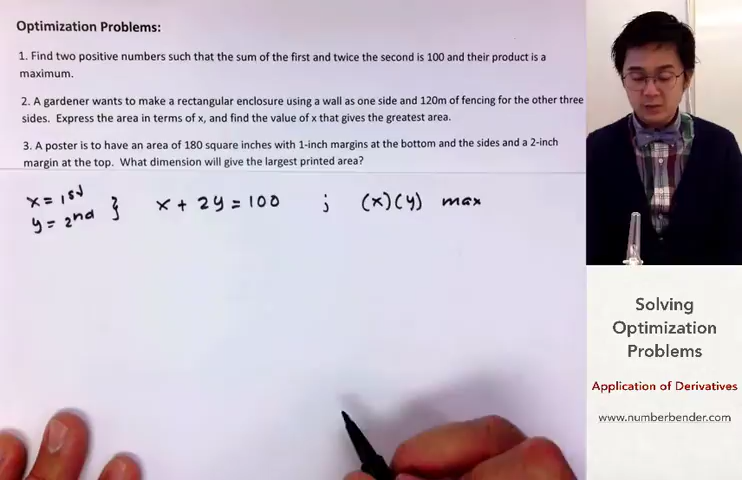 Optimization Problems:
1. Find two positive numbers such that the sum of the first and twice the second is 100 and their product is a
maximum.
2. A gardener wants to make a rectangular enclosure using a wall as one side and 120m of fencing for the other three
sides. Express the area in terms of x, and find the value of x that gives the greatest area.
3. A poster is to have an area of 180 square inches with 1-inch margins at the bottom and the sides and a 2-inch
margin at the top. What dimension will give the largest printed area?
x = 1st
y = 2nd } x + 2y = 100 ; (x)(y) max
Solving
Optimization
Problems
Application of Derivatives
www.numberbender.com